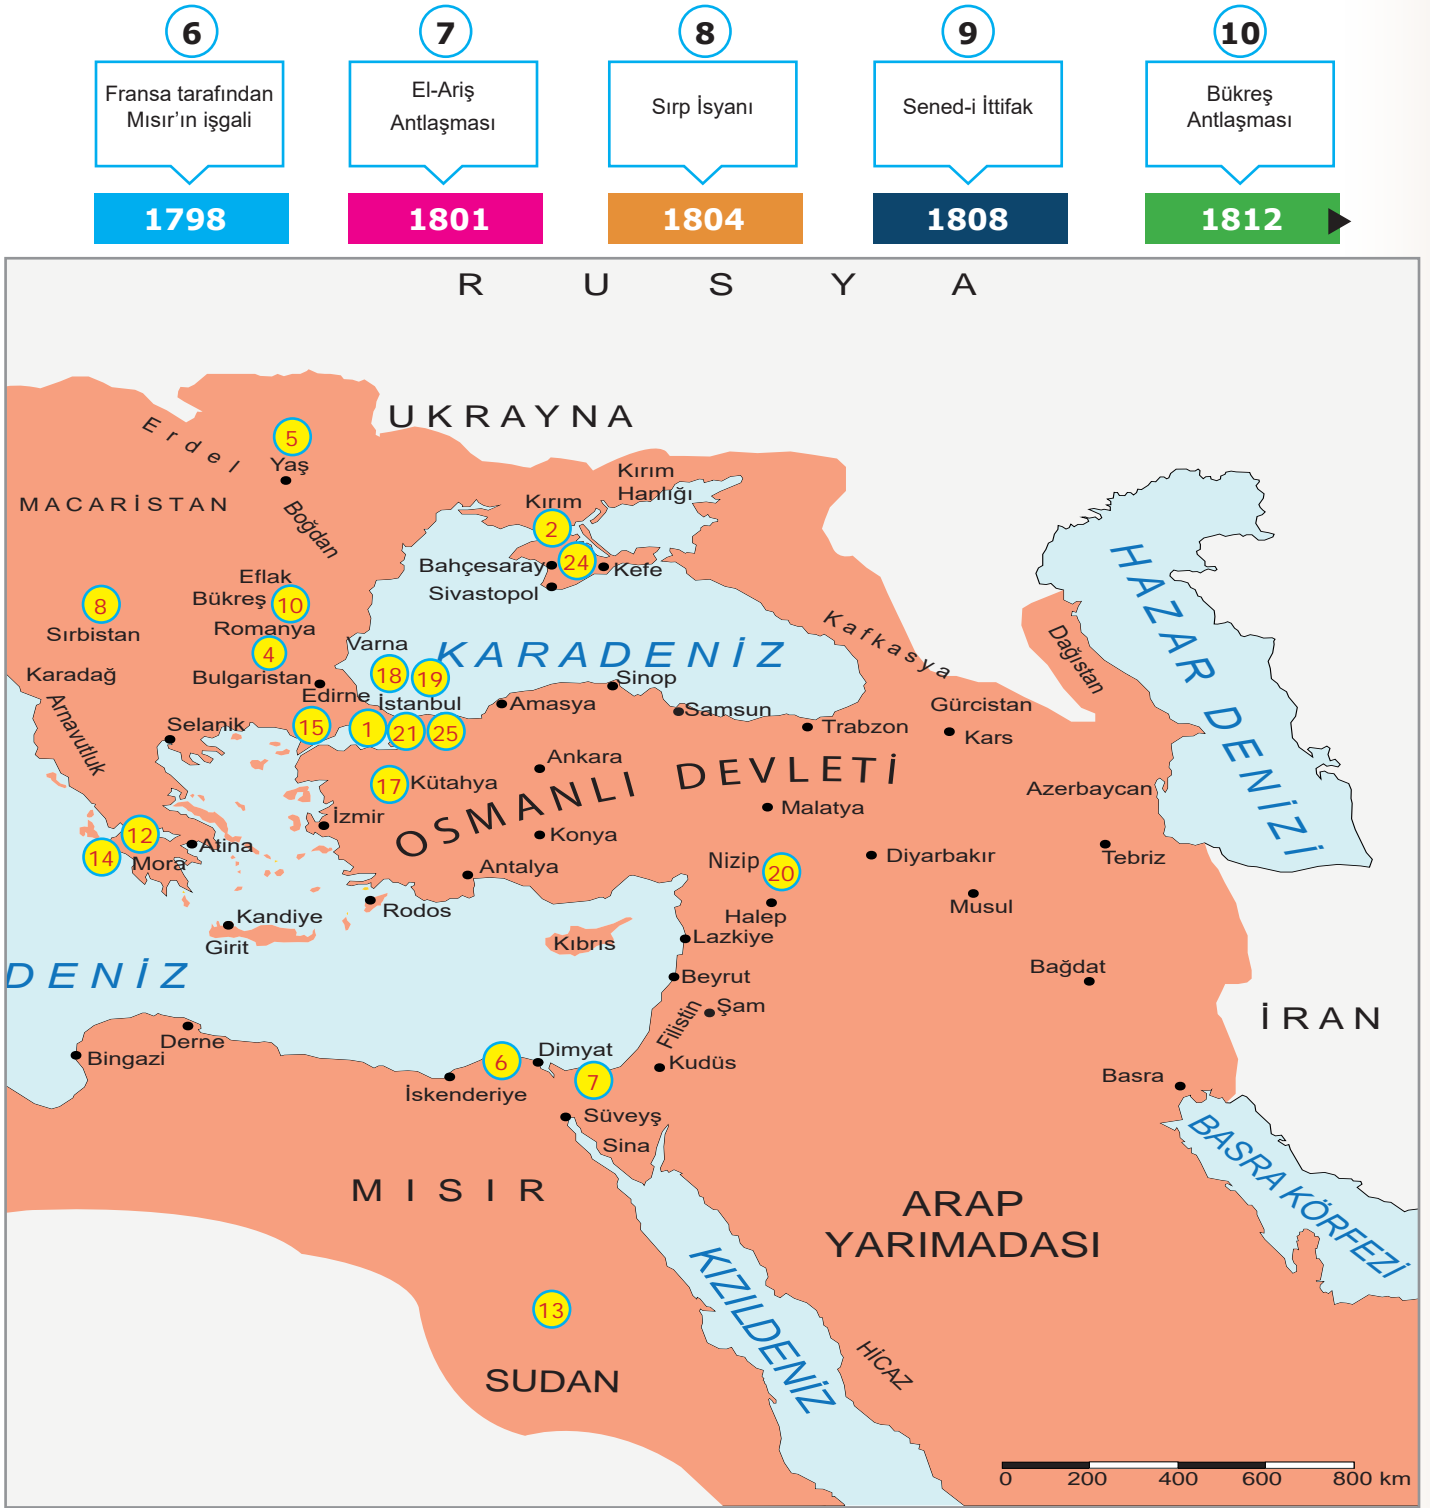 6
7
8
9
10
Fransa tarafından
Mısır'ın işgali
El-Ariş
Antlaşması
Sırp İsyanı
Sened-i İttifak
Bükreş
Antlaşması
1798
1801
1804
1808
1812
RUSYA
UKRAYNA
Erdel
5
Yaş
MACARİSTAN
Boğdan
Kırım
Hanlığı
Kırım
2
24
Bahçesaray
Kefe
Sivastopol
HAZAR DENİZİ
Eflak
8
Bükreş
10
Sırbistan
Romanya
4
Varna
KARADENİZ
Kafkasya
Dağıstan
Karadağ
Bulgaristan
18
19
Sinop
Edirne
İstanbul
Amasya
Samsun
Gürcistan
Arnavutluk
Selanik
15
1
21
25
Trabzon
Kars
Ankara
17
Kütahya
OSMANLI DEVLETİ
Azerbaycan
İzmir
Malatya
12
Konya
14
Mora
Atina
Antalya
Nizip
20
Diyarbakır
Tebriz
Rodos
Halep
Musul
Kandiye
Girit
Kıbrıs
Lazkiye
DENİZ
Beyrut
Bağdat
Filistin
Şam
İRAN
Derne
Bingazi
6
Dimyat
7
Kudüs
Basra
İskenderiye
Süveyş
Sina
BASRA KÖRFEZİ
MISIR
ARAP
YARIMADASI
KIZILDENİZ
13
HİCAZ
SUDAN
0 200 400 600 800 km